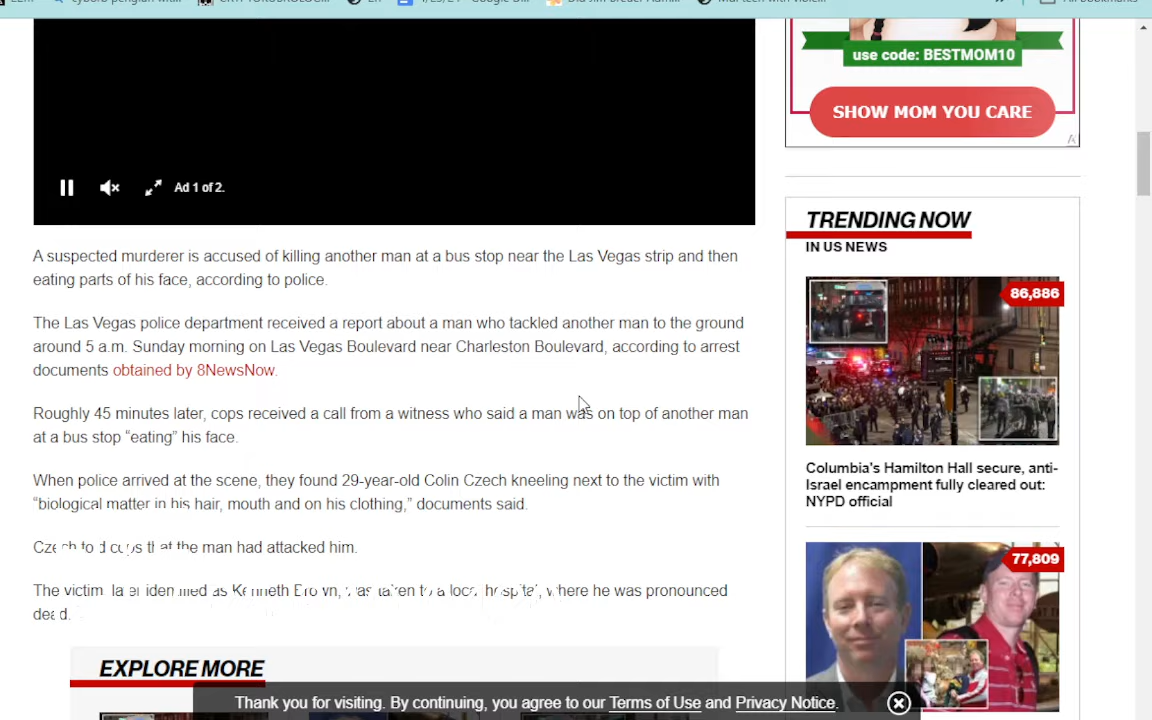 use code: BESTMOM10
SHOW MOM YOU CARE
Ad 1 of 2.
A suspected murderer is accused of killing another man at a bus stop near the Las Vegas strip and then
eating parts of his face, according to police.
The Las Vegas police department received a report about a man who tackled another man to the ground
around 5 a.m. Sunday morning on Las Vegas Boulevard near Charleston Boulevard, according to arrest
documents obtained by 8NewsNow.
Roughly 45 minutes later, cops received a call from a witness who said a man was on top of another man
at a bus stop “eating” his face.
When police arrived at the scene, they found 29-year-old Colin Czech kneeling next to the victim with
“biological matter in his hair, mouth and on his clothing,” documents said.
Czech told cops that the man had attacked him.
The victim, later identified as Kenneth Brown, was taken to a local hospital, where he was pronounced
dead.
EXPLORE MORE
TRENDING NOW
IN US NEWS
86,886
Columbia's Hamilton Hall secure, anti-
Israel encampment fully cleared out:
NYPD official
77,809
Thank you for visiting. By continuing, you agree to our Terms of Use and Privacy Notice.